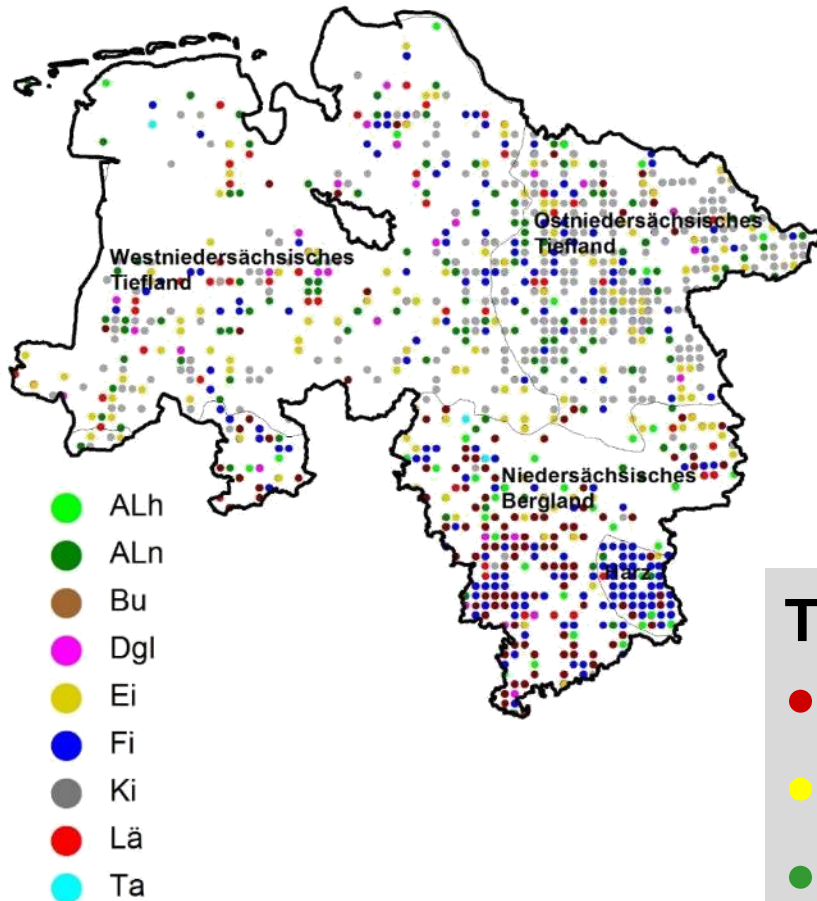 Ostniedersächsisches
Tiefland
Westniedersächsisches
Tiefland
Niedersächsisches
Bergland
Harz
ALh
ALn
Bu
Dgl
Ei
Fi
Ki
Lä
Ta
T